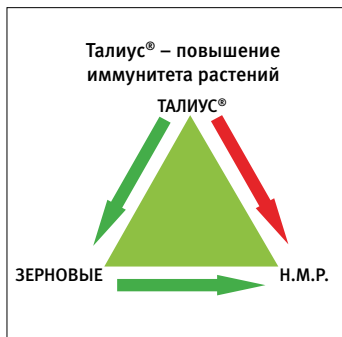 Талиус® – повышение
иммунитета растений
ТАЛИУС®
ЗЕРНОВЫЕ
Н.М.Р.